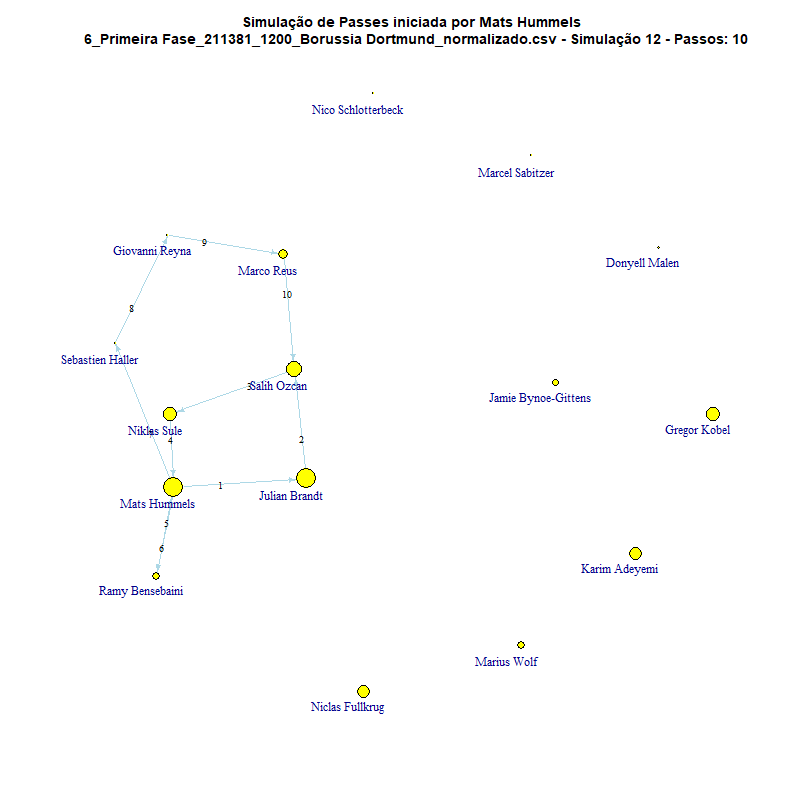 Simulação de Passes iniciada por Mats Hummels
6_Primeira Fase_211381_1200_Borussia Dortmund_normalizado.csv - Simulação 12 - Passos: 10
Nico Schlotterbeck
Marcel Sabitzer
9
Giovanni Reyna
Donyell Malen
Marco Reus
10
8
Sebastien Haller
3
Salih Ozcan
Jamie Bynoe-Gittens
Niklas Sule
Gregor Kobel
4
2
1
Julian Brandt
Mats Hummels
5
6
Karim Adeyemi
Ramy Bensebaini
Marius Wolf
Niclas Fullkrug